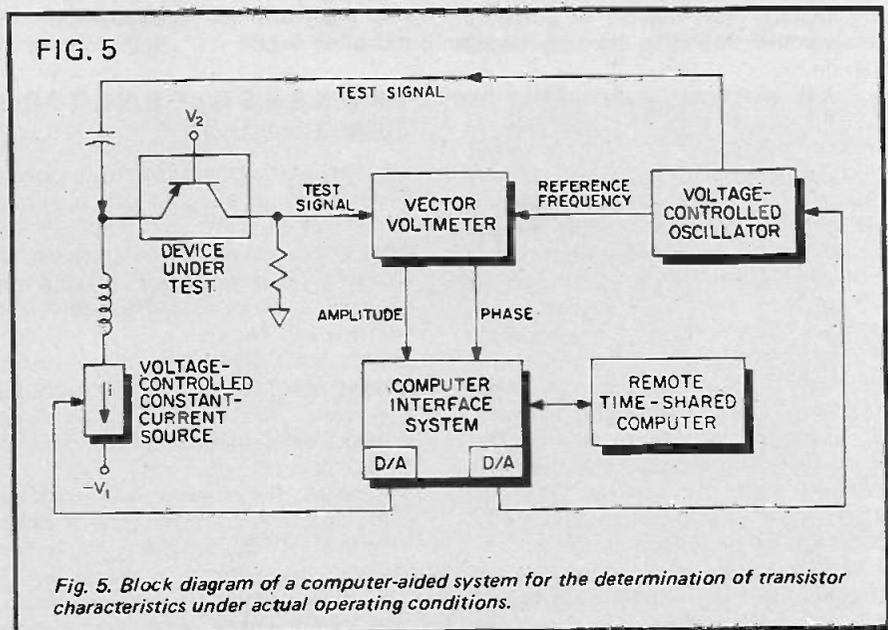 FIG. 5
TEST SIGNAL
V2
TEST
SIGNAL
VECTOR
VOLTMETER
REFERENCE
FREQUENCY
VOLTAGE-
CONTROLLED
OSCILLATOR
DEVICE
UNDER
TEST
AMPLITUDE
PHASE
VOLTAGE-
CONTROLLED
CONSTANT-
CURRENT
SOURCE
i
-V1
COMPUTER
INTERFACE
SYSTEM
D/A
D/A
REMOTE
TIME-SHARED
COMPUTER
Fig. 5. Block diagram of a computer-aided system for the determination of transistor
characteristics under actual operating conditions.